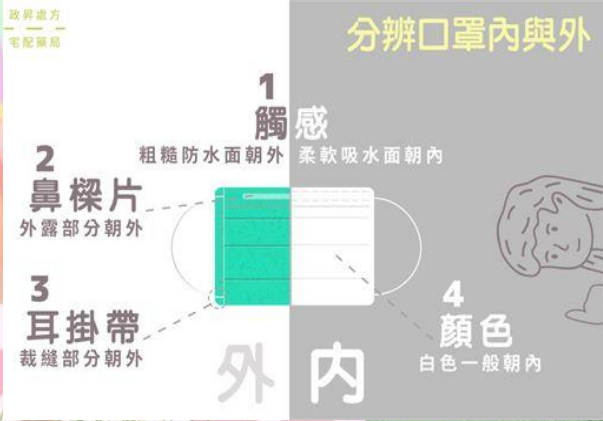 政昇處方
宅配藥局
分辨口罩內與外
1
觸感
粗糙防水面朝外 柔軟吸水面朝內
2
鼻樑片
外露部分朝外
3
耳掛帶
裁縫部分朝外
4
顏色
白色一般朝內
外 內